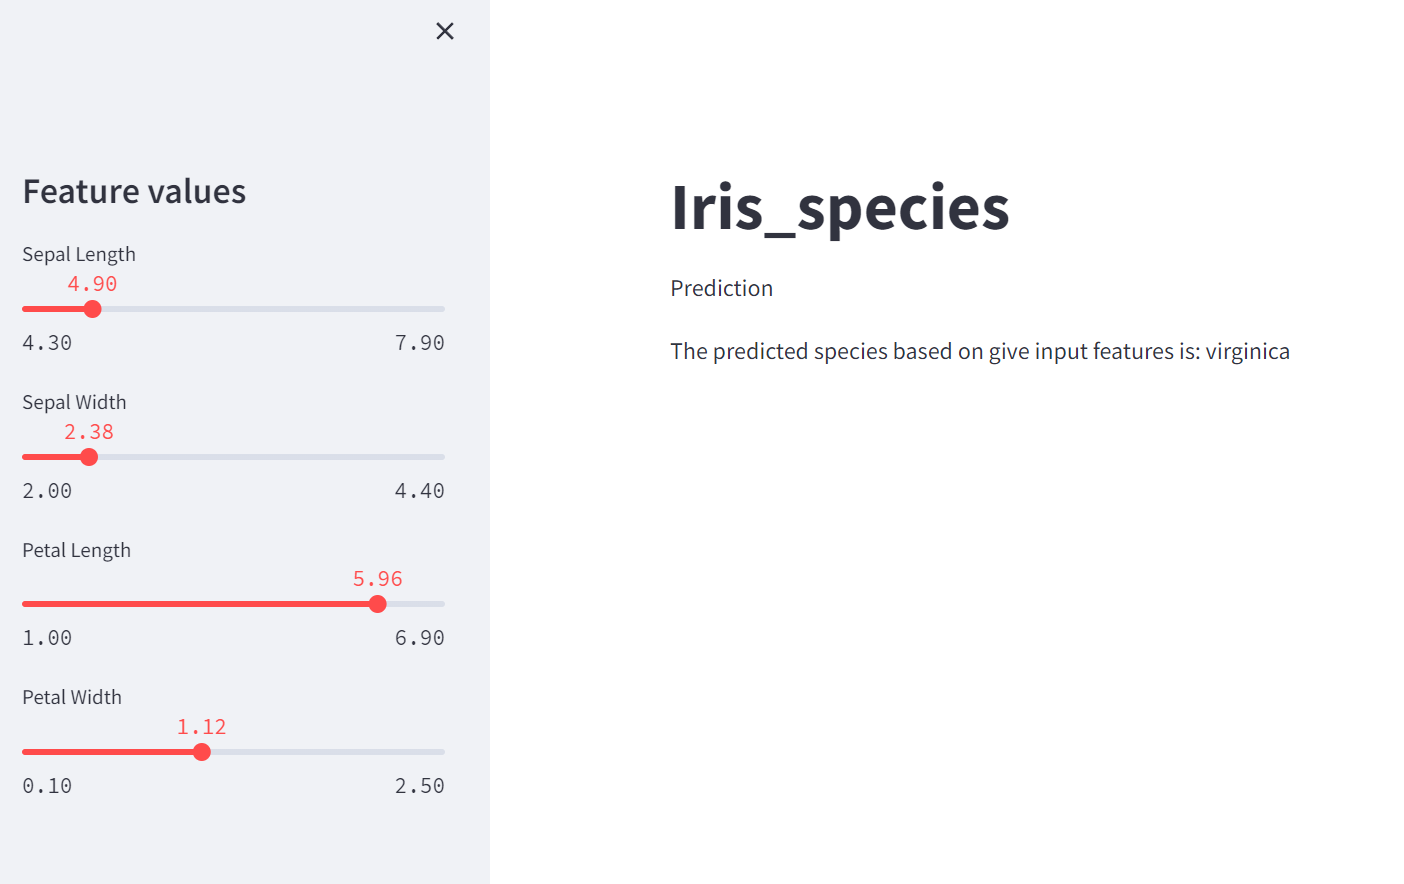 Feature values
Sepal Length
4.90
4.30 7.90
Sepal Width
2.38
2.00 4.40
Petal Length
5.96
1.00 6.90
Petal Width
1.12
0.10 2.50
Iris_species
Prediction
The predicted species based on give input features is: virginica